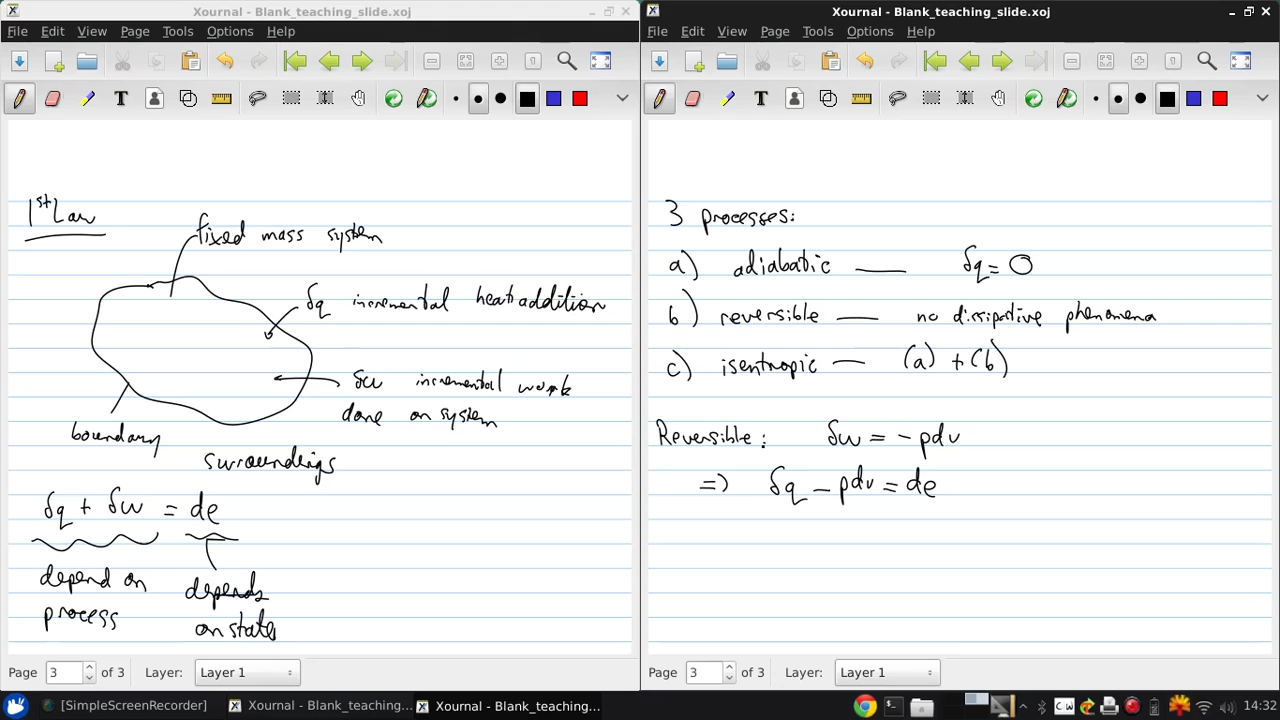 Xournal - Blank_teaching_slide.xoj
File Edit View Page Tools Options Help
1st Law
fixed mass system
δq incremental heat addition
δw incremental work
done on system
boundary
surroundings
δq + δw = de
depend on
process
depends
on state
Page 3 of 3 Layer: Layer 1
Xournal - Blank_teaching_slide.xoj
File Edit View Page Tools Options Help
3 processes:
a) adiabatic — δq = 0
b) reversible — no dissipative phenomena
c) isentropic — (a) + (b)
Reversible: δw = - pdv
=> δq - pdv = de
Page 3 of 3 Layer: Layer 1
[SimpleScreenRecorder] Xournal - Blank_teaching... Xournal - Blank_teaching... CW 14:32